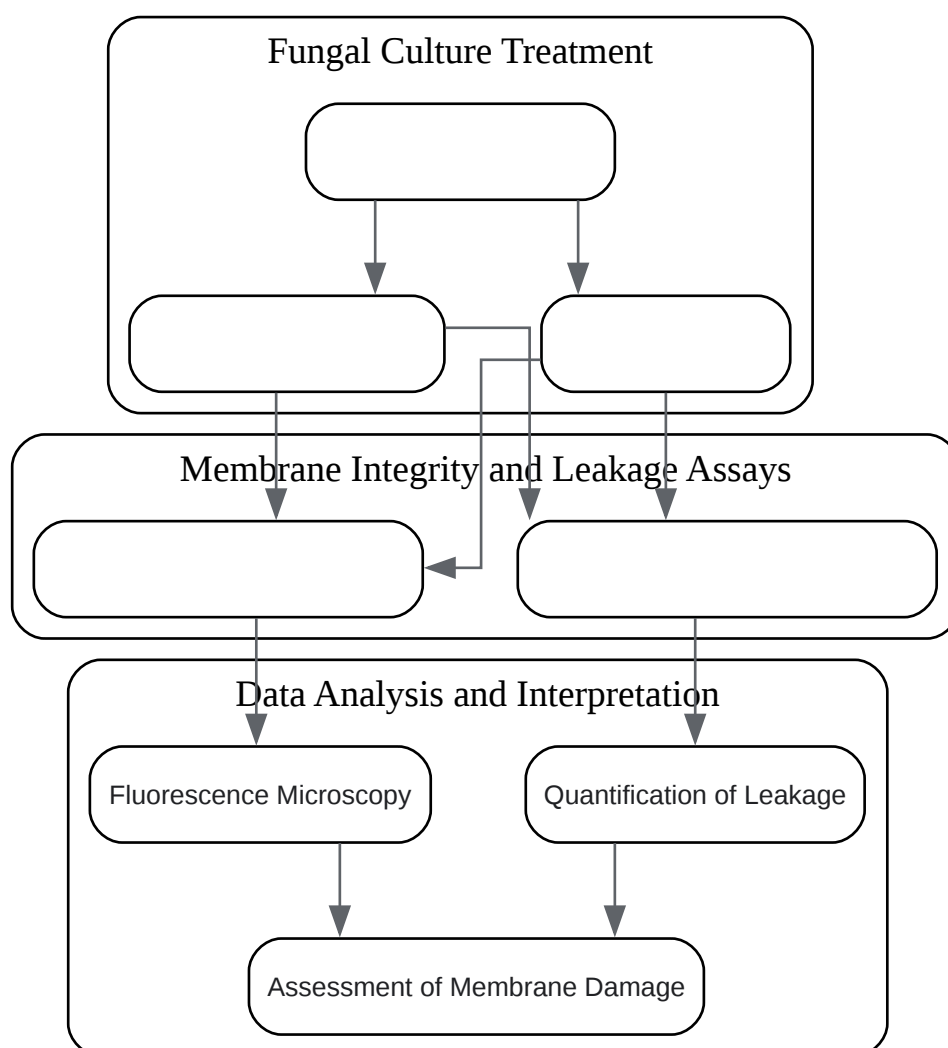 Fungal Culture Treatment
Membrane Integrity and Leakage Assays
Data Analysis and Interpretation
Fluorescence Microscopy
Quantification of Leakage
Assessment of Membrane Damage